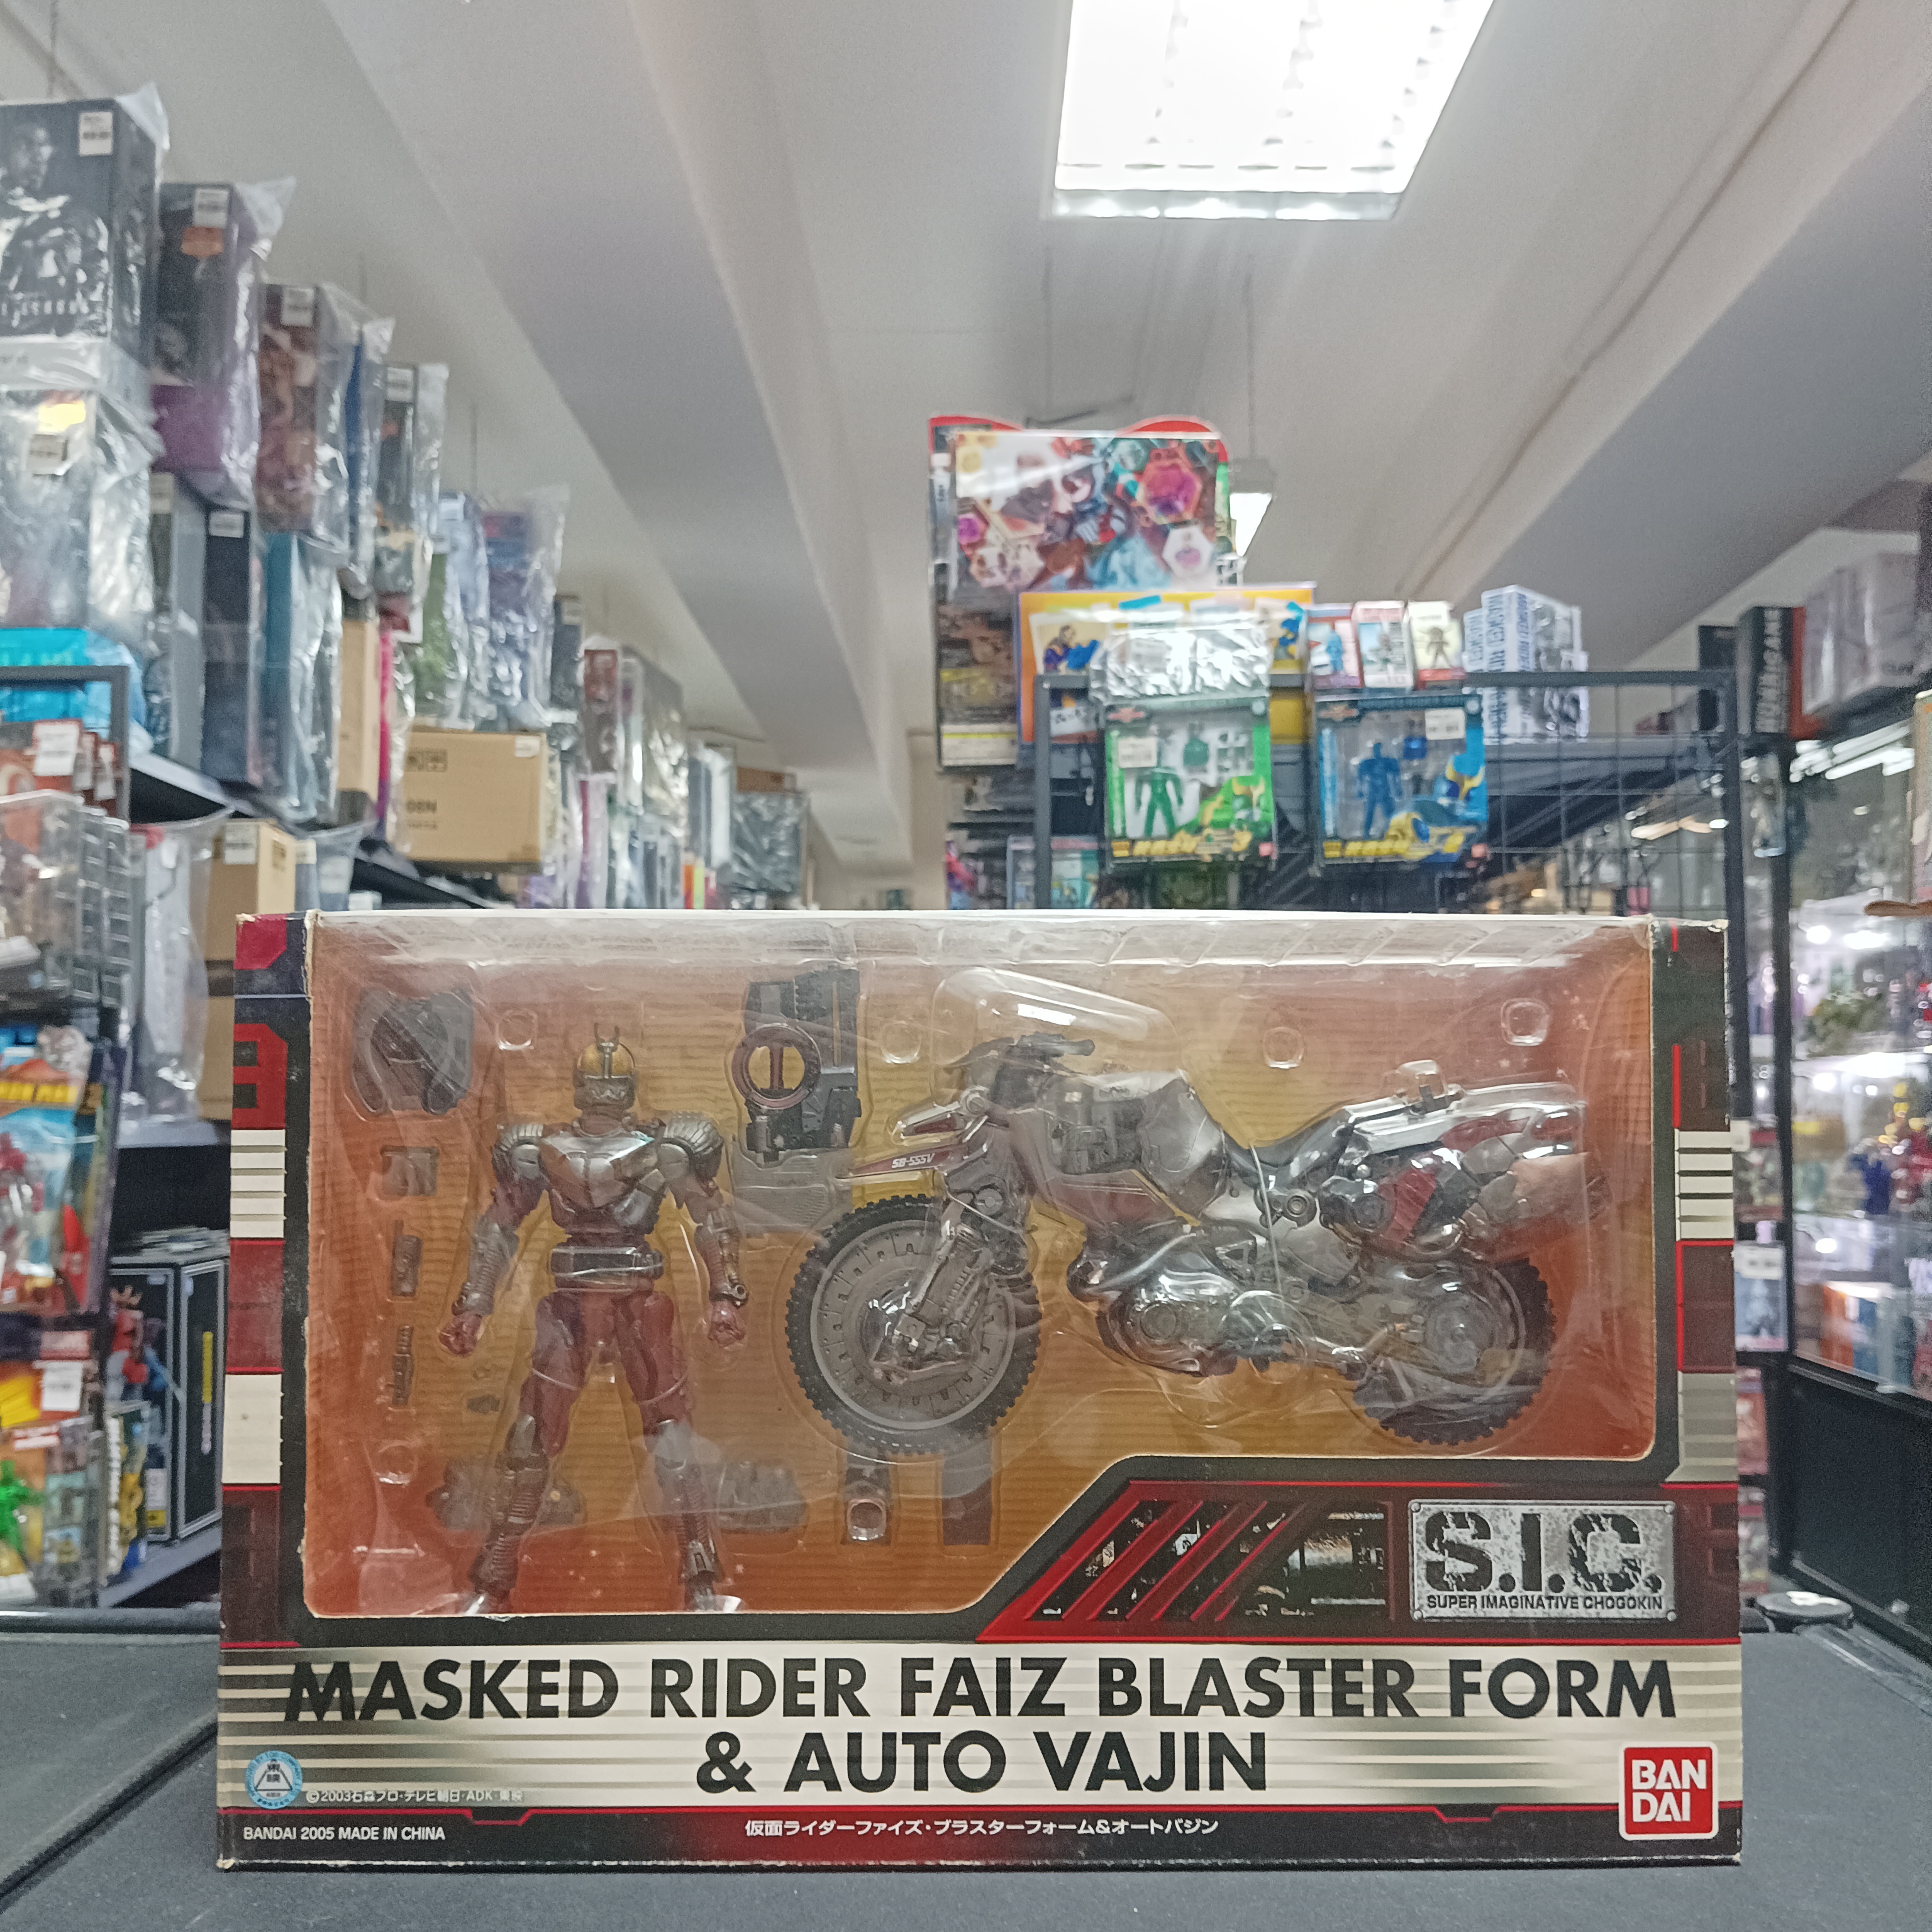 SB-555V
S.I.C.
SUPER IMAGINATIVE CHOGOKIN
MASKED RIDER FAIZ BLASTER FORM
& AUTO VAJIN
©2003石森プロ・テレビ朝日・ADK・東映
BANDAI 2005 MADE IN CHINA
仮面ライダーファイズ・ブラスターフォーム&オートバジン
BAN
DAI